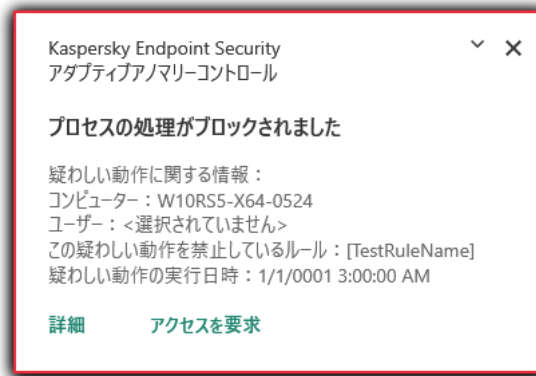 Kaspersky Endpoint Security
アダプティブアノマリーコントロール
プロセスの処理がブロックされました
疑わしい動作に関する情報：
コンピューター：W10RS5-X64-0524
ユーザー：<選択されていません>
この疑わしい動作を禁止しているルール：[TestRuleName]
疑わしい動作の実行日時：1/1/0001 3:00:00 AM
詳細 アクセスを要求